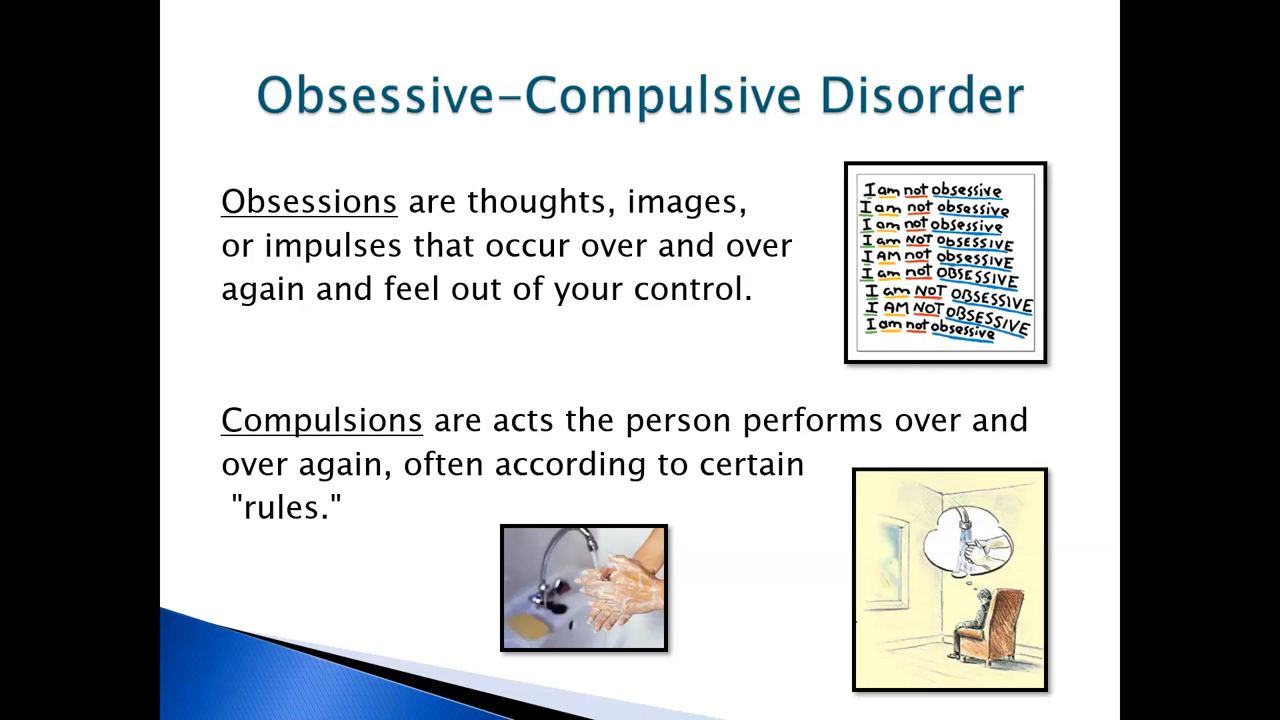 Obsessive-Compulsive Disorder
Obsessions are thoughts, images,
or impulses that occur over and over
again and feel out of your control.
I am not obsessive
I am not obsessive
I am not obsessive
I am NOT obsESSIVE
I AM not obsessive
I am not OBSESSIVE
I am NOT OBSESSIVE
I AM NOT OBSESSIVE
I am not obsessive
Compulsions are acts the person performs over and
over again, often according to certain
"rules."